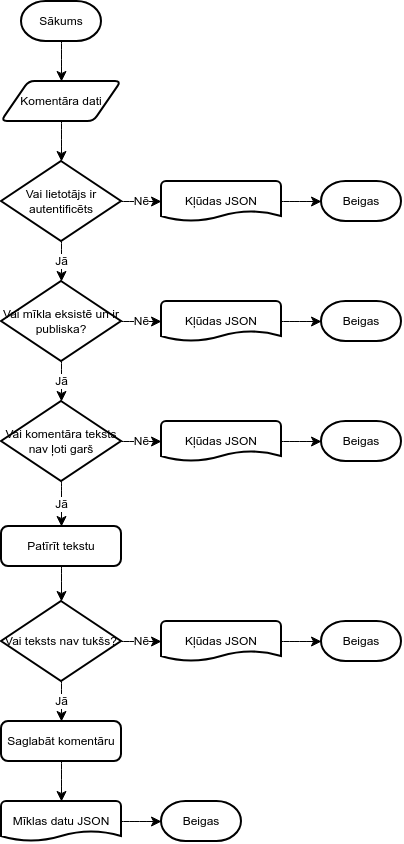 Sākums
Komentāra dati
Vai lietotājs ir
autentificēts
Nē
Kļūdas JSON
Beigas
Jā
Vai mīkla eksistē un ir
publiska?
Nē
Kļūdas JSON
Beigas
Jā
Vai komentāra teksts
nav ļoti garš
Nē
Kļūdas JSON
Beigas
Jā
Patīrīt tekstu
Vai teksts nav tukšs?
Nē
Kļūdas JSON
Beigas
Jā
Saglabāt komentāru
Mīklas datu JSON
Beigas